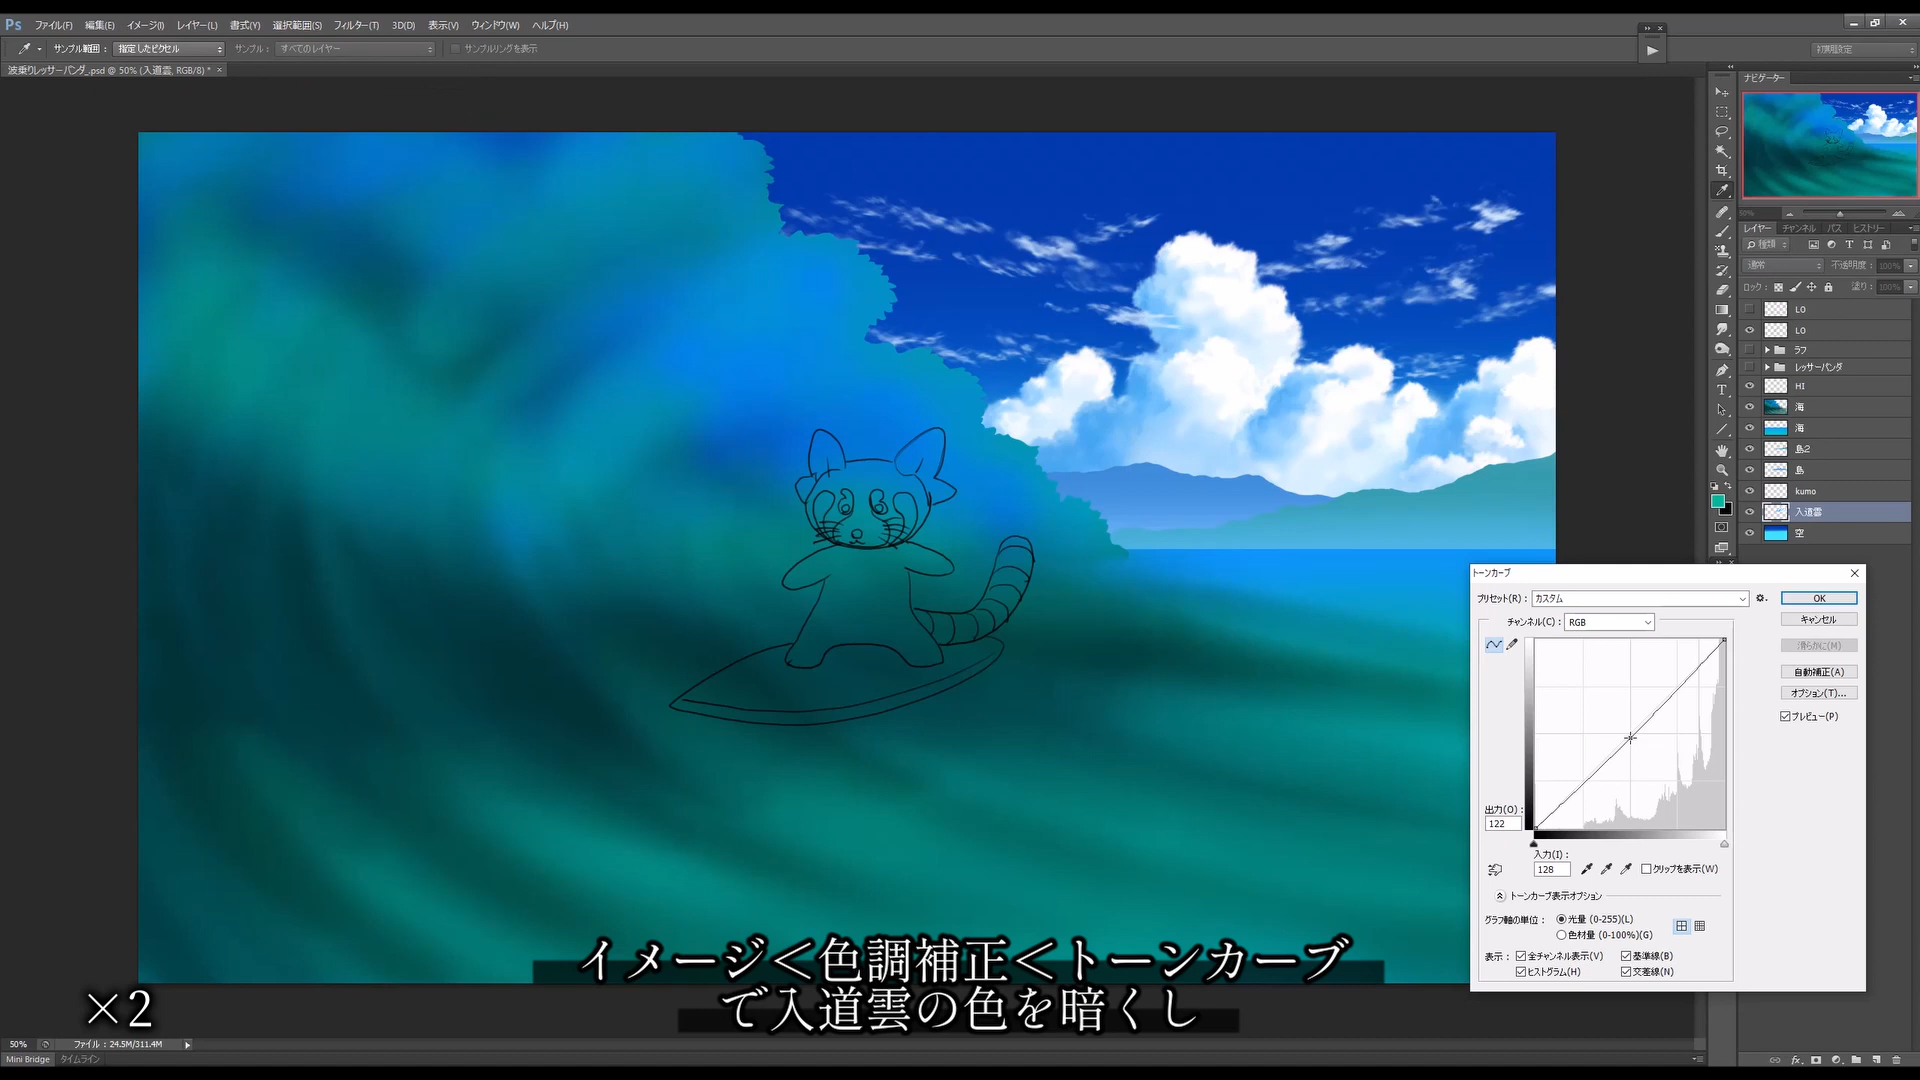 Ps ファイル(F) 編集(E) イメージ(I) レイヤー(L) 書式(Y) 選択範囲(S) フィルター(T) 3D(D) 表示(V) ウィンドウ(W) ヘルプ(H)
サンプル範囲： 指定したピクセル サンプル： すべてのレイヤー サンプルリングを表示 初期設定
波乗りレッサーパンダ_.psd @ 50% (入道雲, RGB/8) * ×
ナビゲーター
50%
レイヤー チャンネル パス ヒストリー
種類
通常 不透明度： 100%
ロック： 塗り： 100%
LO
LO
ラフ
レッサーパンダ
HI
海
海
島2
島
kumo
入道雲
空
トーンカーブ
プリセット(R)： カスタム OK
チャンネル(C)： RGB キャンセル
滑らかに(M)
自動補正(A)
オプション(T)...
プレビュー(P)
出力(O)：
122
入力(I)：
128 クリップを表示(W)
トーンカーブ表示オプション
グラフ軸の単位： 光量 (0-255)(L)
色材量 (0-100%)(G)
表示： 全チャンネル表示(V) 基準線(B)
ヒストグラム(H) 交差線(N)
イメージ＜色調補正＜トーンカーブ
で入道雲の色を暗くし
×2
50% ファイル : 24.5M/311.4M
Mini Bridge タイムライン